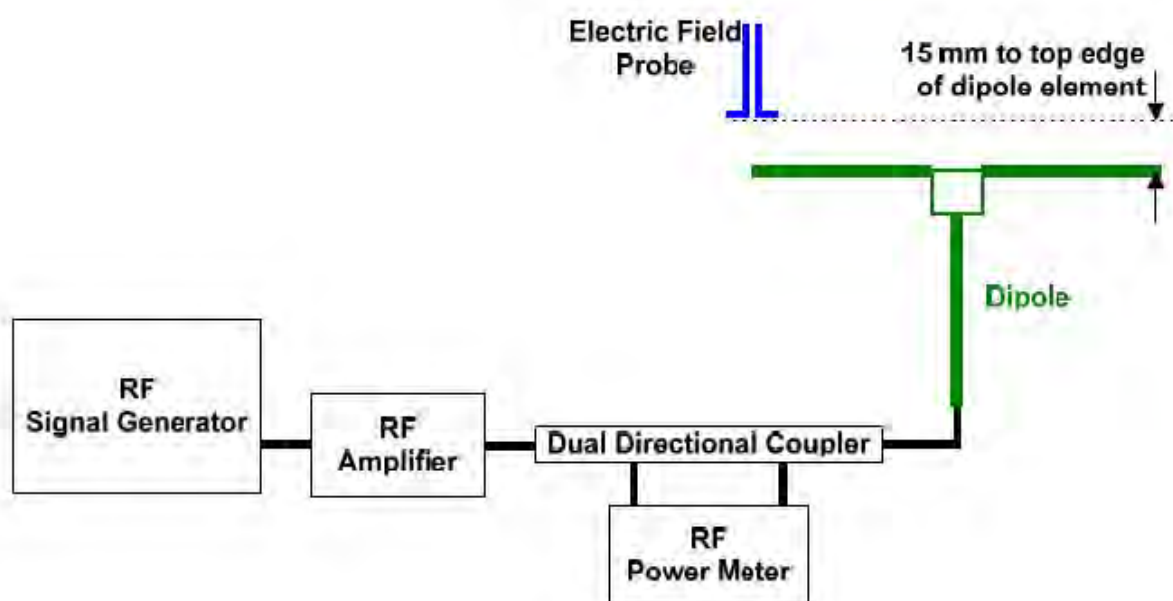 Electric Field
Probe
15 mm to top edge
of dipole element
Dipole
RF
Signal Generator
RF
Amplifier
Dual Directional Coupler
RF
Power Meter